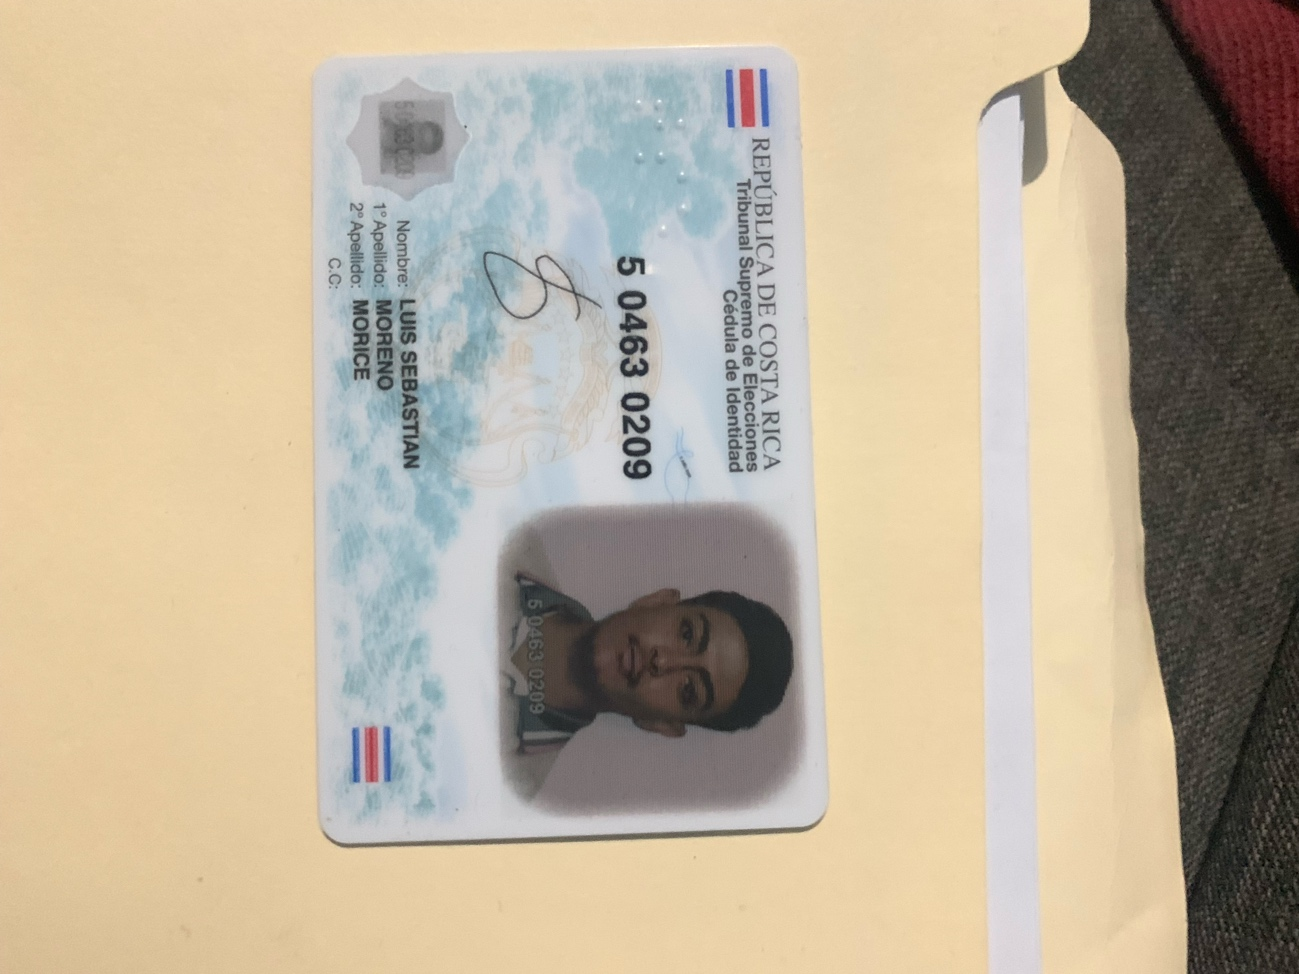 REPÚBLICA DE COSTA RICA
Tribunal Supremo de Elecciones
Cédula de Identidad
5 0463 0209
5 0463 0209
Nombre: LUIS SEBASTIAN
1° Apellido: MORENO
2° Apellido: MORICE
C.C: